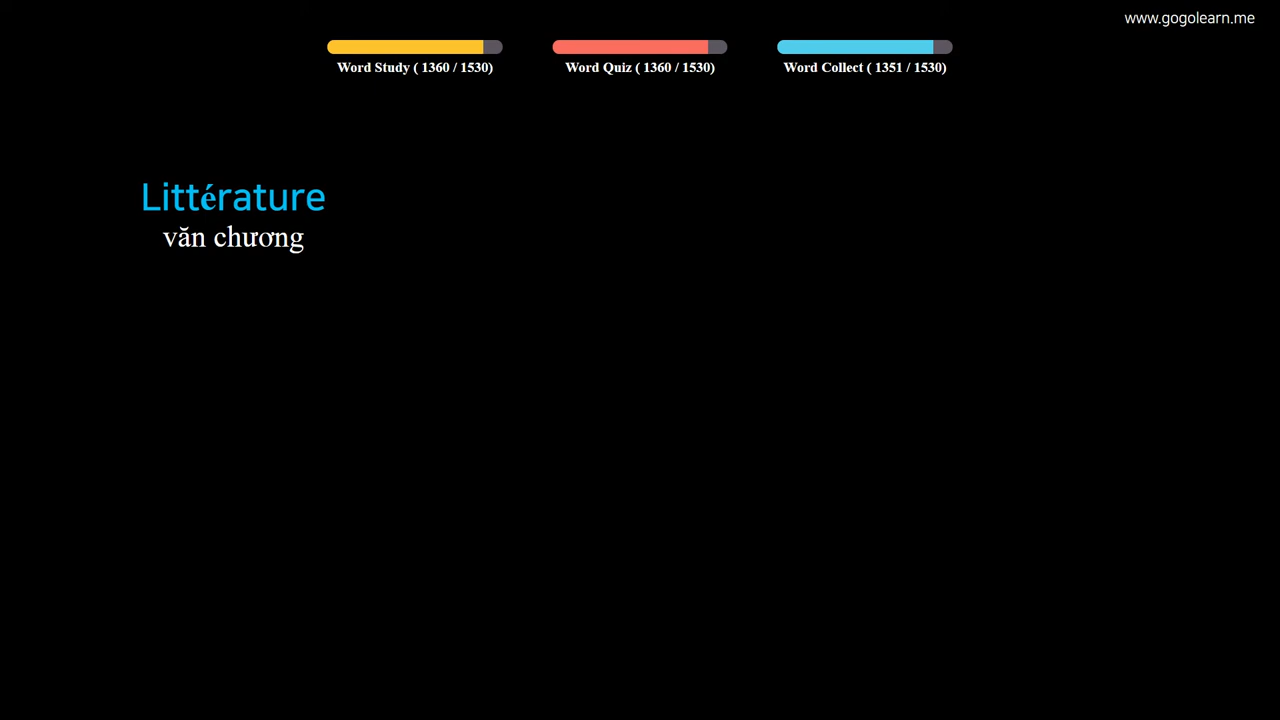 www.gogolearn.me
Word Study ( 1360 / 1530)
Word Quiz ( 1360 / 1530)
Word Collect ( 1351 / 1530)
Littérature
văn chương